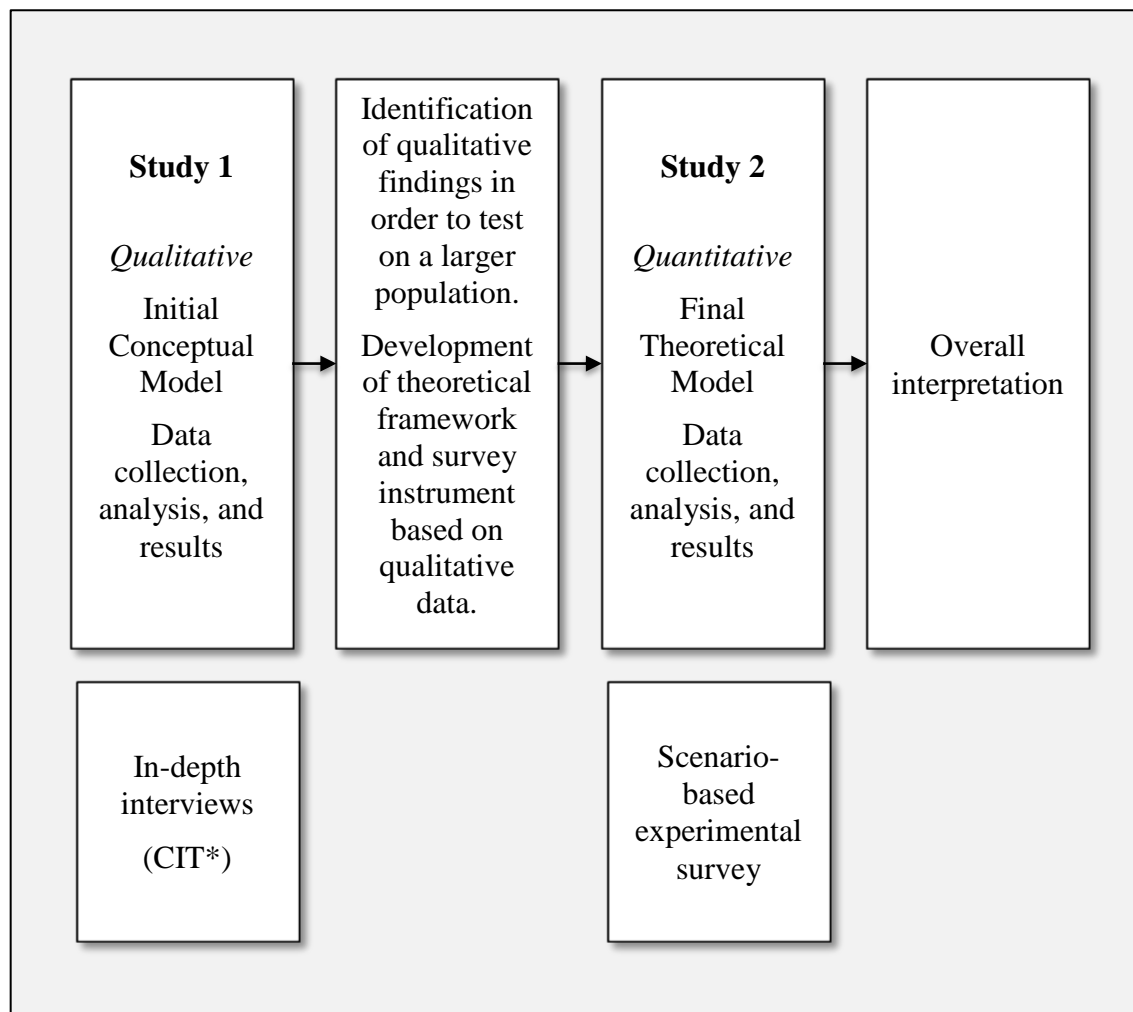 Study 1
Qualitative
Initial
Conceptual
Model
Data
collection,
analysis, and
results
Identification
of qualitative
findings in
order to test
on a larger
population.
Development
of theoretical
framework
and survey
instrument
based on
qualitative
data.
Study 2
Quantitative
Final
Theoretical
Model
Data
collection,
analysis, and
results
Overall
interpretation
In-depth
interviews
(CIT*)
Scenario-
based
experimental
survey